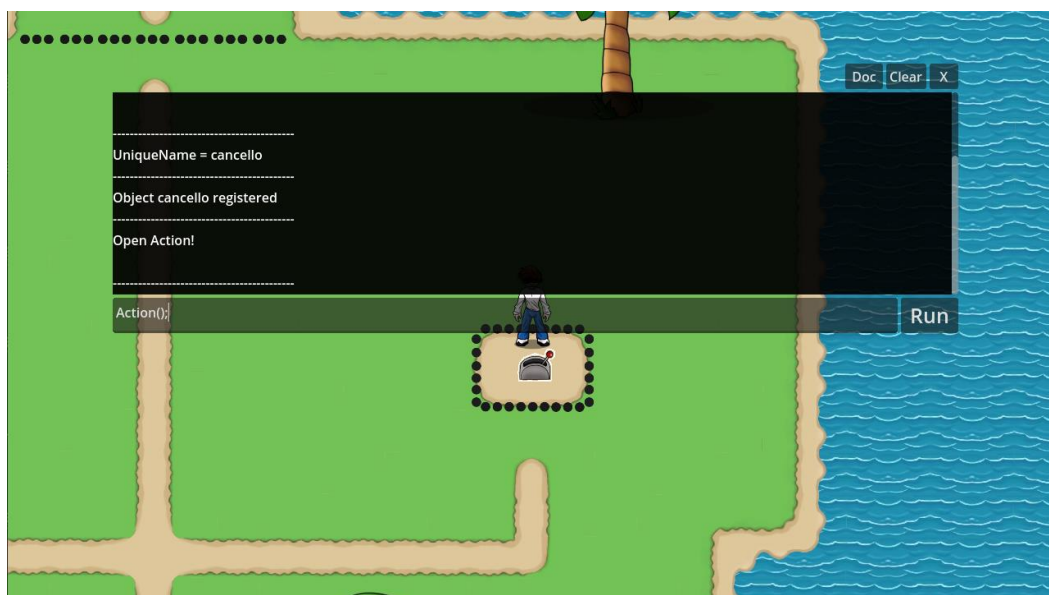 Doc Clear X
------------------------------------------
UniqueName = cancello
------------------------------------------
Object cancello registered
------------------------------------------
Open Action!
------------------------------------------
Action();
Run